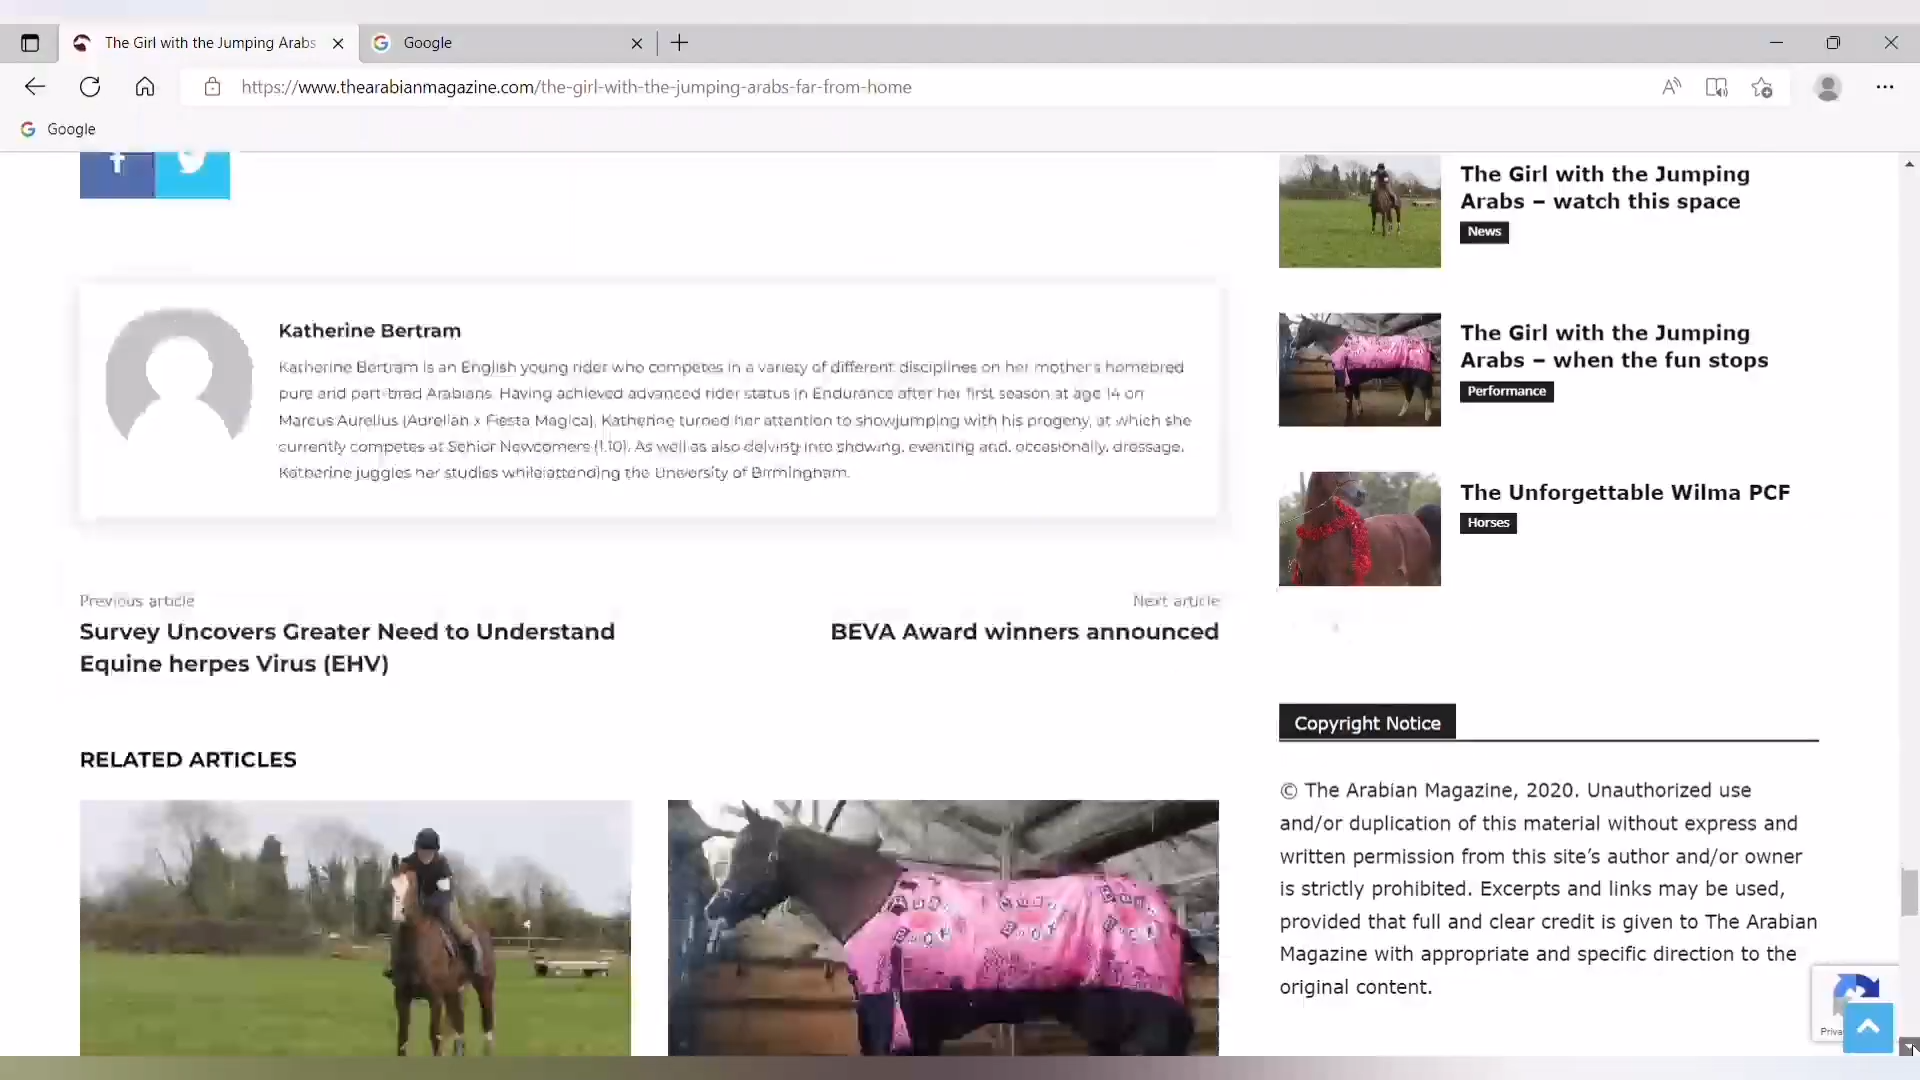 The Girl with the Jumping Arabs
Google
https://www.thearabianmagazine.com/the-girl-with-the-jumping-arabs-far-from-home
Google
Katherine Bertram
Katherine Bertram is an English young rider who competes in a variety of different disciplines on her mother's homebred
pure and part-bred Arabians. Having achieved advanced rider status in Endurance after her first season at age 14 on
Marcus Aurelius (Aurelian x Fiesta Magica), Katherine turned her attention to showjumping with his progeny, at which she
currently competes at Senior Newcomers (1.10). As well as also delving into showing, eventing and, occasionally, dressage,
Katherine juggles her studies while attending the University of Birmingham.
Previous article
Survey Uncovers Greater Need to Understand
Equine herpes Virus (EHV)
Next article
BEVA Award winners announced
RELATED ARTICLES
The Girl with the Jumping
Arabs – watch this space
News
The Girl with the Jumping
Arabs – when the fun stops
Performance
The Unforgettable Wilma PCF
Horses
Copyright Notice
© The Arabian Magazine, 2020. Unauthorized use
and/or duplication of this material without express and
written permission from this site's author and/or owner
is strictly prohibited. Excerpts and links may be used,
provided that full and clear credit is given to The Arabian
Magazine with appropriate and specific direction to the
original content.